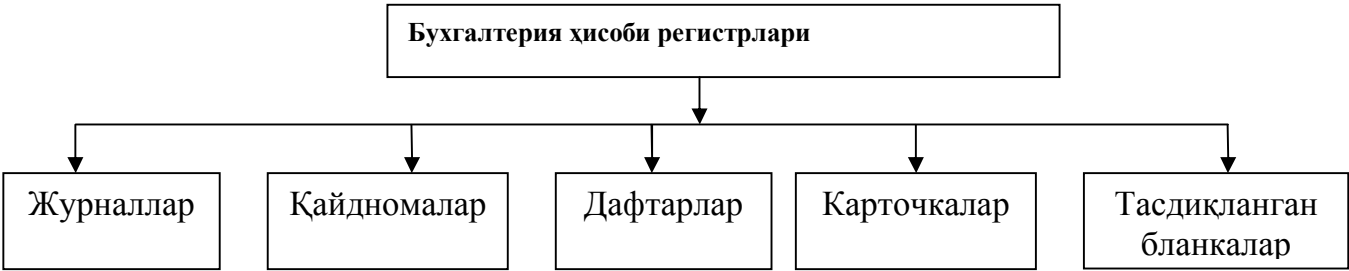 Бухгалтерия ҳисоби регистрлари
Журналлар
Қайдномалар
Дафтарлар
Карточкалар
Тасдиқланган
бланкалар